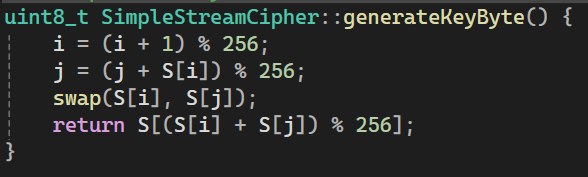 uint8_t SimpleStreamCipher::generateKeyByte() {
    i = (i + 1) % 256;
    j = (j + S[i]) % 256;
    swap(S[i], S[j]);
    return S[(S[i] + S[j]) % 256];
}